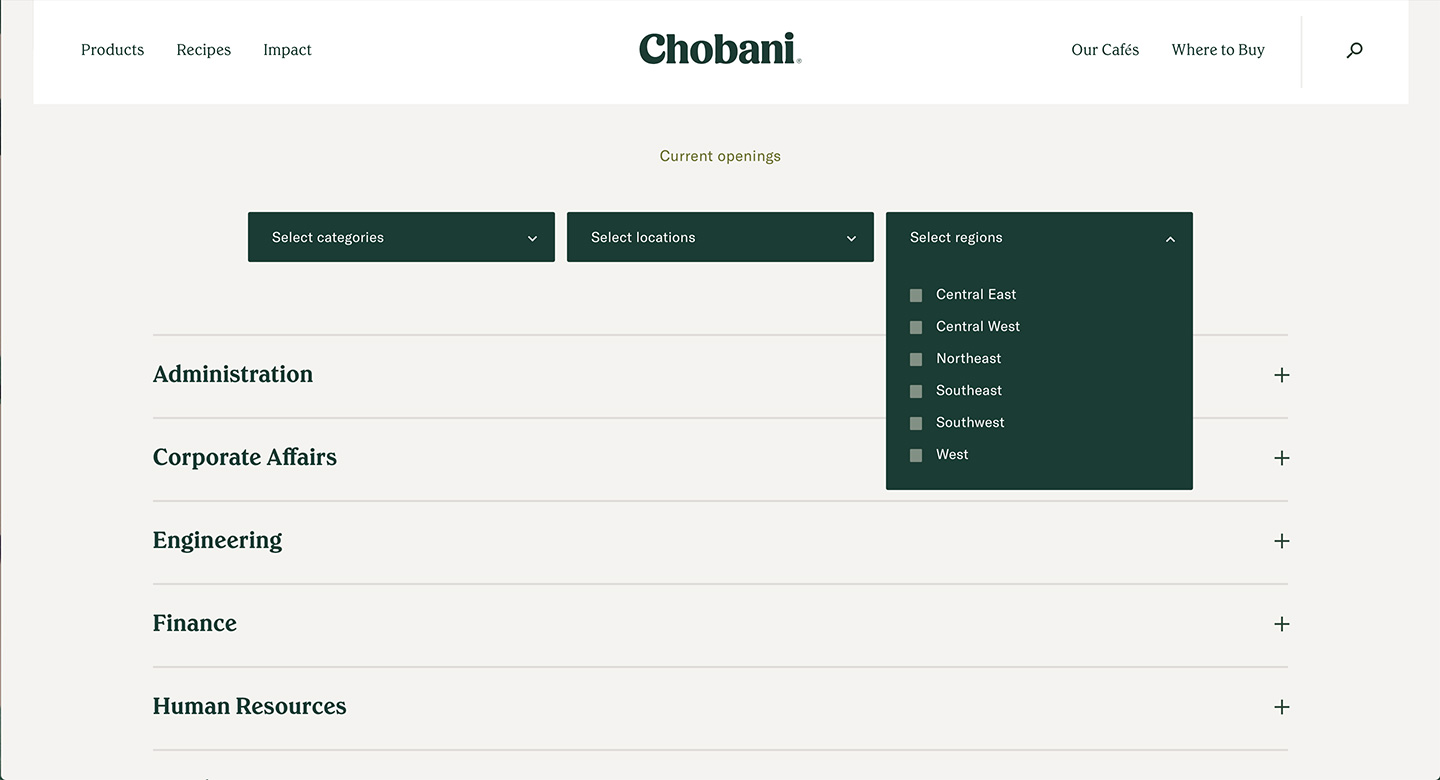 Products Recipes Impact Chobani® Our Cafés Where to Buy
Current openings
Select categories Select locations Select regions
Central East
Central West
Northeast
Southeast
Southwest
West
Administration
Corporate Affairs
Engineering
Finance
Human Resources